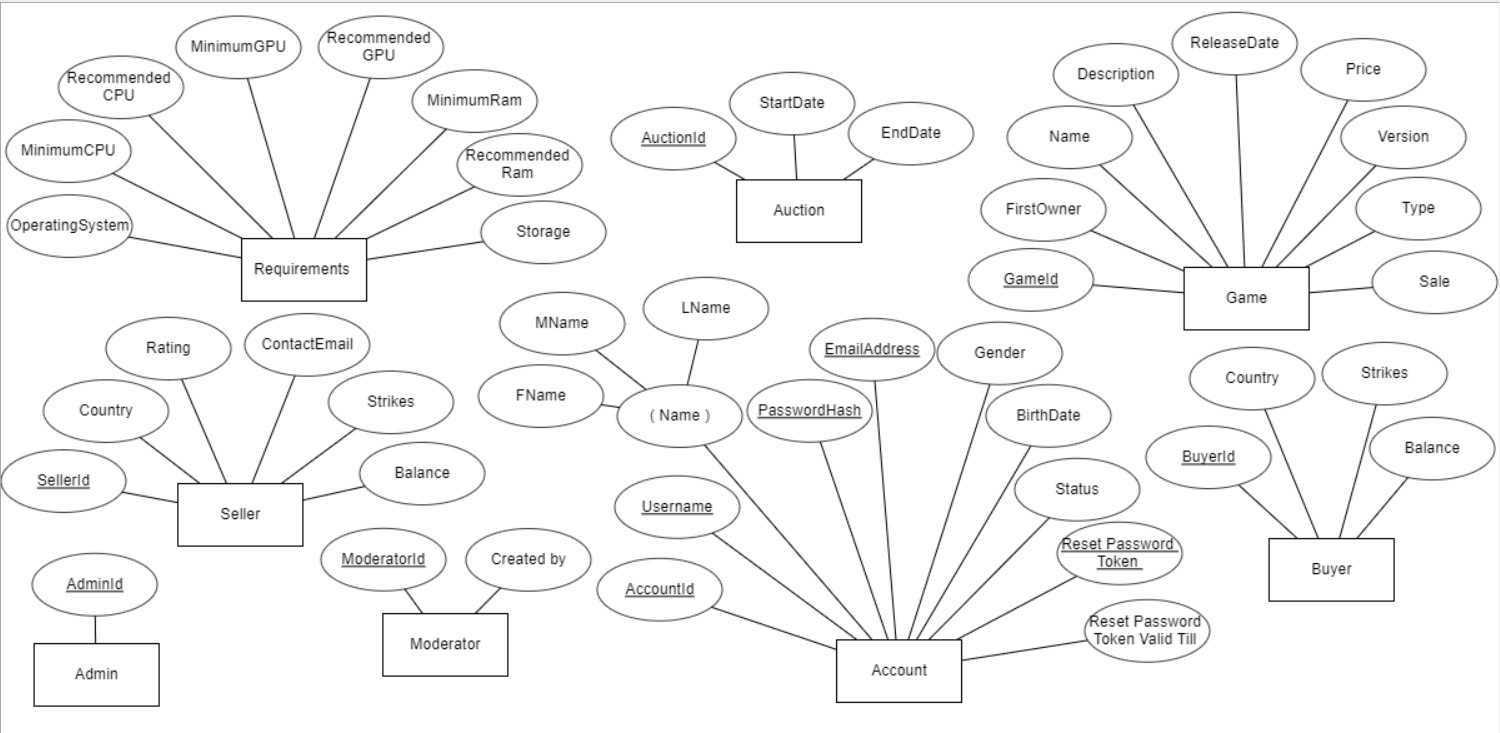 MinimumGPU
Recommended
GPU
Recommended
CPU
MinimumRam
MinimumCPU
Recommended
Ram
OperatingSystem
Storage
Requirements
StartDate
AuctionId
EndDate
Auction
ReleaseDate
Description
Price
Name
Version
FirstOwner
Type
GameId
Sale
Game
Rating
ContactEmail
Country
Strikes
SellerId
Balance
Seller
LName
MName
FName
( Name )
EmailAddress
Gender
PasswordHash
BirthDate
Username
Status
Reset Password
Token
AccountId
Reset Password
Token Valid Till
Account
Country
Strikes
BuyerId
Balance
Buyer
AdminId
Admin
ModeratorId
Created by
Moderator